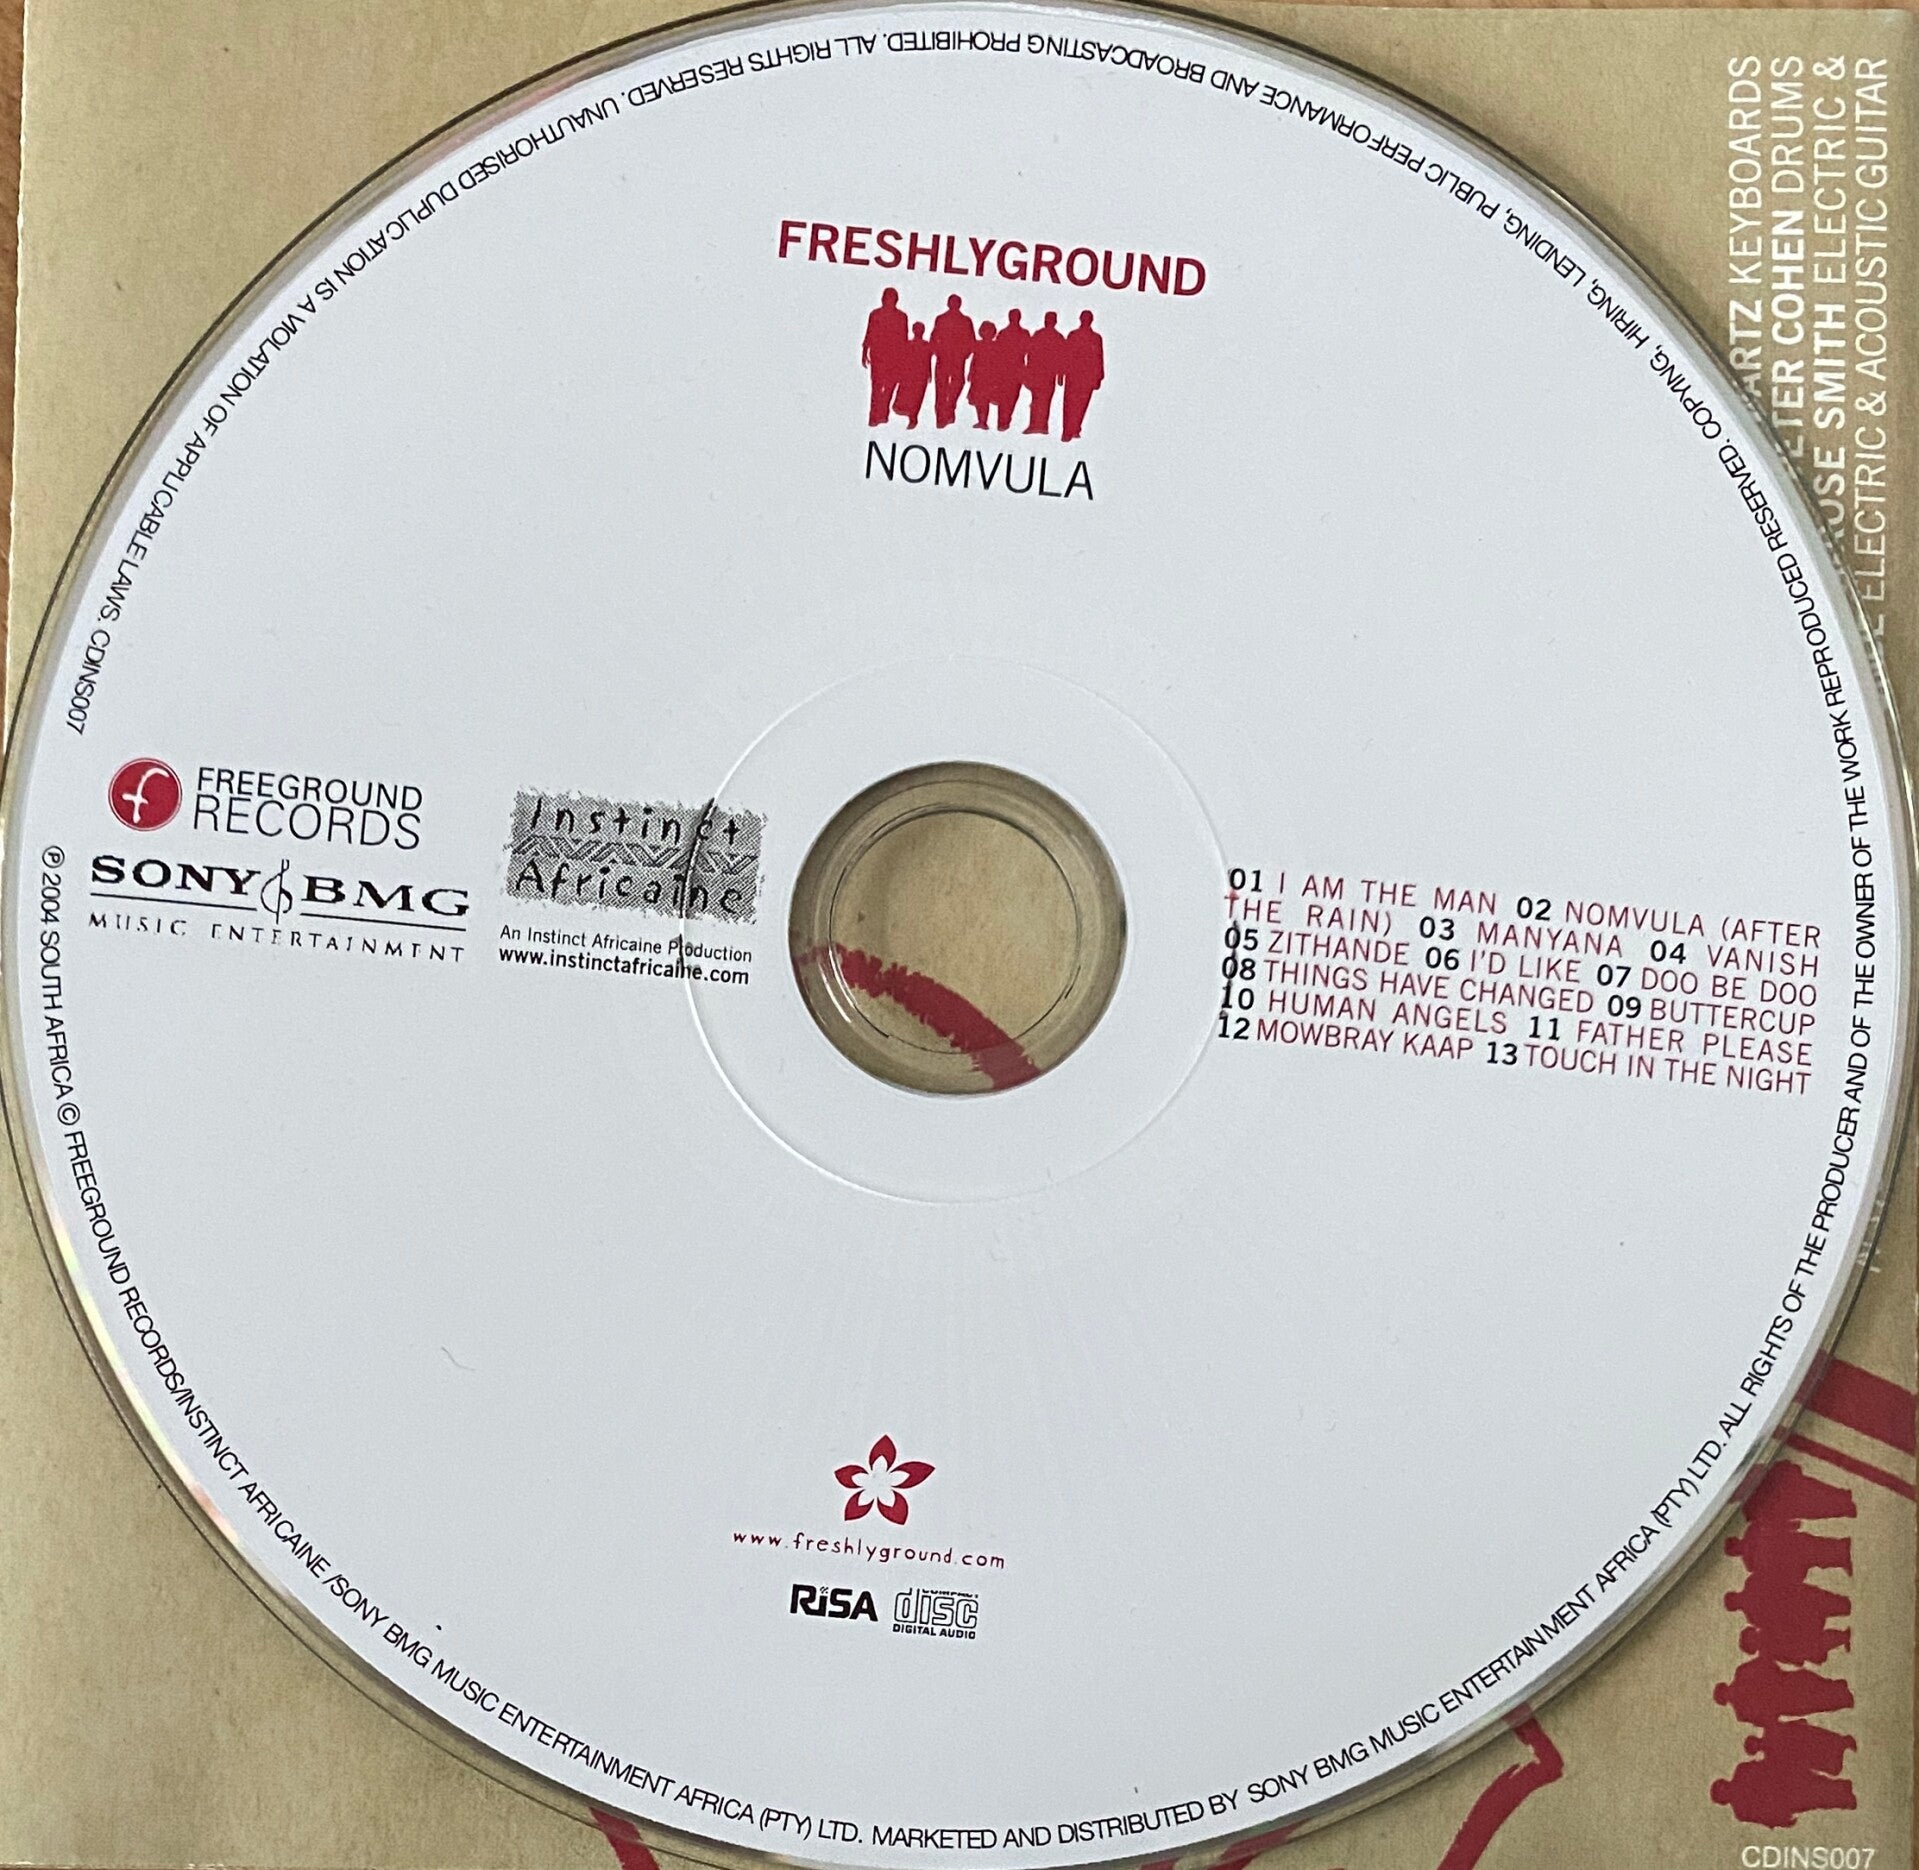 FRESHLYGROUND
NOMVULA
FREEGROUND
RECORDS
SONY BMG
MUSIC ENTERTAINMENT
Instinct
Africaine
An Instinct Africaine Production
www.instinctafricaine.com
01 I AM THE MAN 02 NOMVULA (AFTER
THE RAIN) 03 MANYANA 04 VANISH
05 ZITHANDE 06 I'D LIKE 07 DOO BE DOO
08 THINGS HAVE CHANGED 09 BUTTERCUP
10 HUMAN ANGELS 11 FATHER PLEASE
12 MOWBRAY KAAP 13 TOUCH IN THE NIGHT
www.freshlyground.com
RiSA
COMPACT
disc
DIGITAL AUDIO
℗ 2004 SOUTH AFRICA © FREEGROUND RECORDS/INSTINCT AFRICAINE /SONY BMG MUSIC ENTERTAINMENT AFRICA (PTY) LTD. MARKETED AND DISTRIBUTED BY SONY BMG MUSIC ENTERTAINMENT AFRICA (PTY) LTD. ALL RIGHTS OF THE PRODUCER AND OF THE OWNER OF THE WORK REPRODUCED RESERVED. COPYING, HIRING, LENDING, PUBLIC PERFORMANCE AND BROADCASTING PROHIBITED. ALL RIGHTS RESERVED. UNAUTHORISED DUPLICATION IS A VIOLATION OF APPLICABLE LAWS. CDINS007
KEYBOARDS
COHEN DRUMS
SMITH ELECTRIC &
ELECTRIC & ACOUSTIC GUITAR
CDINS007